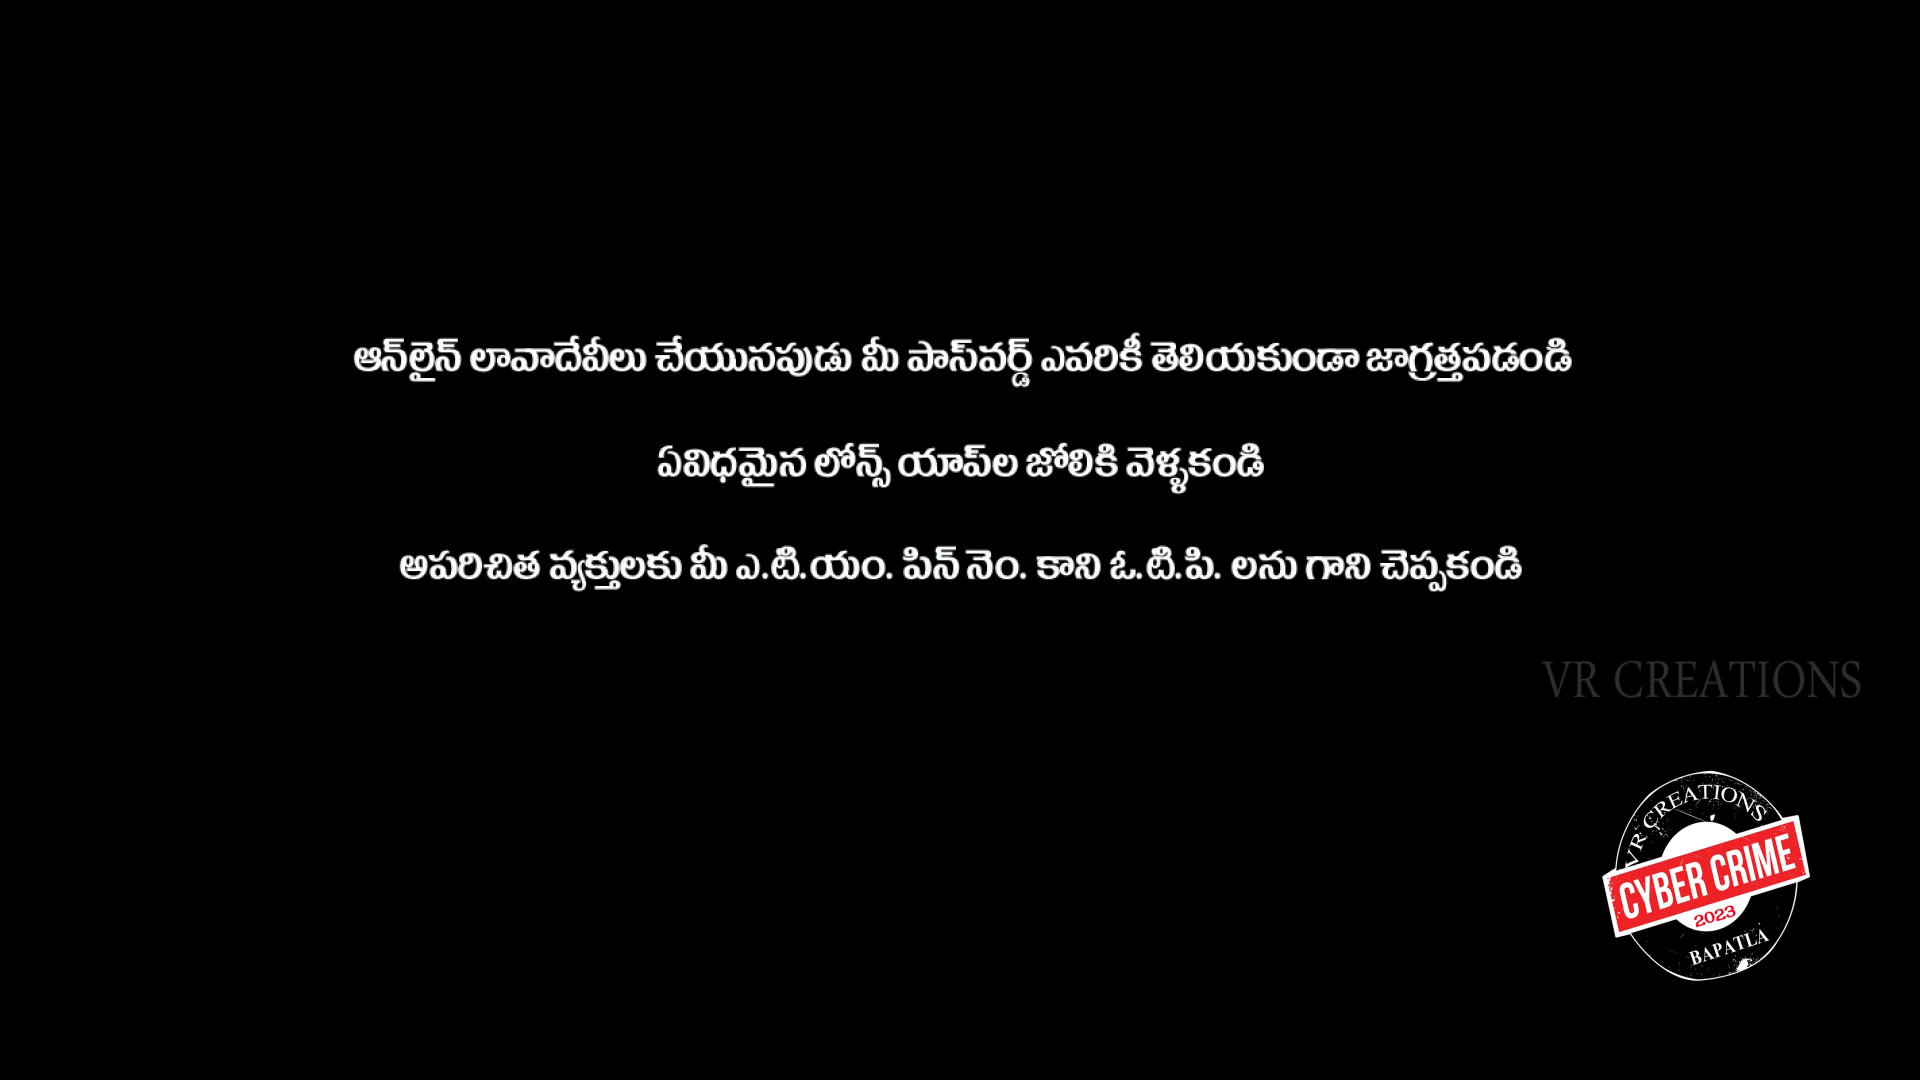 ఆన్‌లైన్ లావాదేవీలు చేయునపుడు మీ పాస్‌వర్డ్ ఎవరికీ తెలియకుండా జాగ్రత్తపడండి
ఏవిధమైన లోన్స్ యాప్‌ల జోలికి వెళ్ళకండి
అపరిచిత వ్యక్తులకు మీ ఎ.టి.యం. పిన్ నెం. కాని ఓ.టి.పి. లను గాని చెప్పకండి
VR CREATIONS
VR CREATIONS
CYBER CRIME
2023
BAPATLA